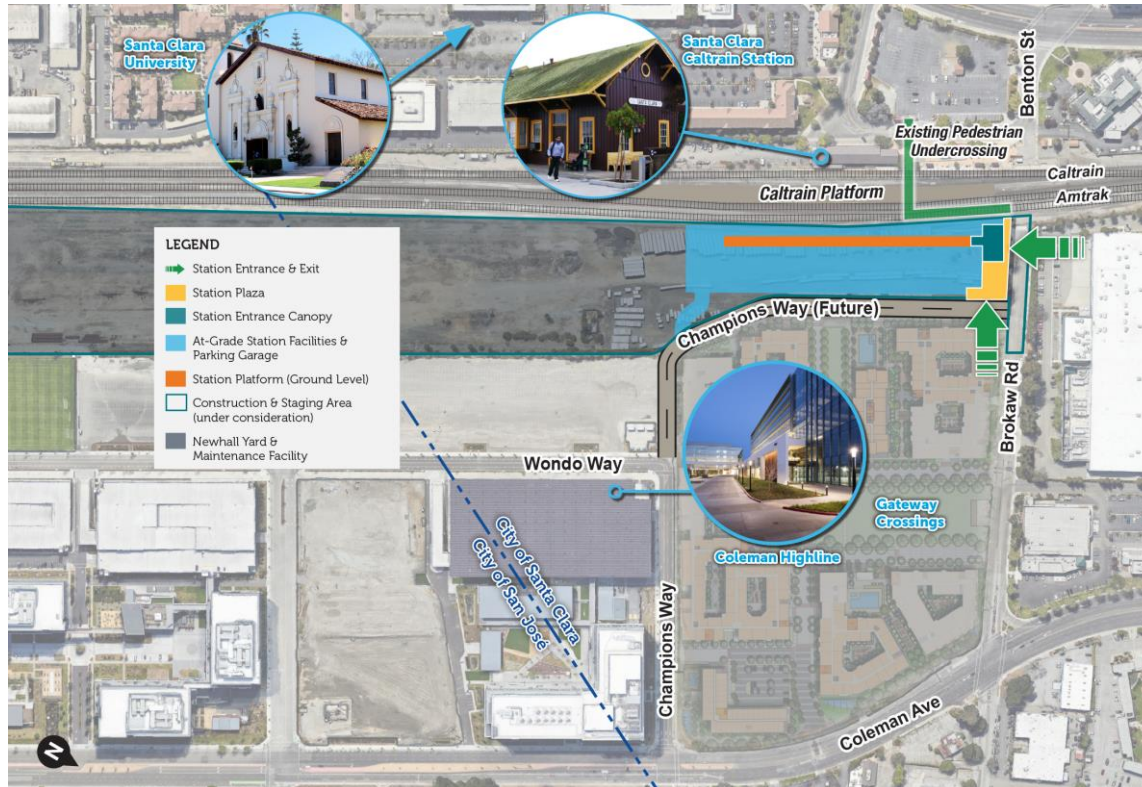 Santa Clara
University
Santa Clara
Caltrain Station
Benton St
Existing Pedestrian
Undercrossing
Caltrain
Amtrak
Caltrain Platform
LEGEND
Station Entrance & Exit
Station Plaza
Station Entrance Canopy
At-Grade Station Facilities &
Parking Garage
Station Platform (Ground Level)
Construction & Staging Area
(under consideration)
Newhall Yard &
Maintenance Facility
Champions Way (Future)
Brokaw Rd
Wondo Way
Gateway
Crossings
Coleman Highline
City of Santa Clara
City of San José
Champions Way
Coleman Ave
N
SANTA CLARA